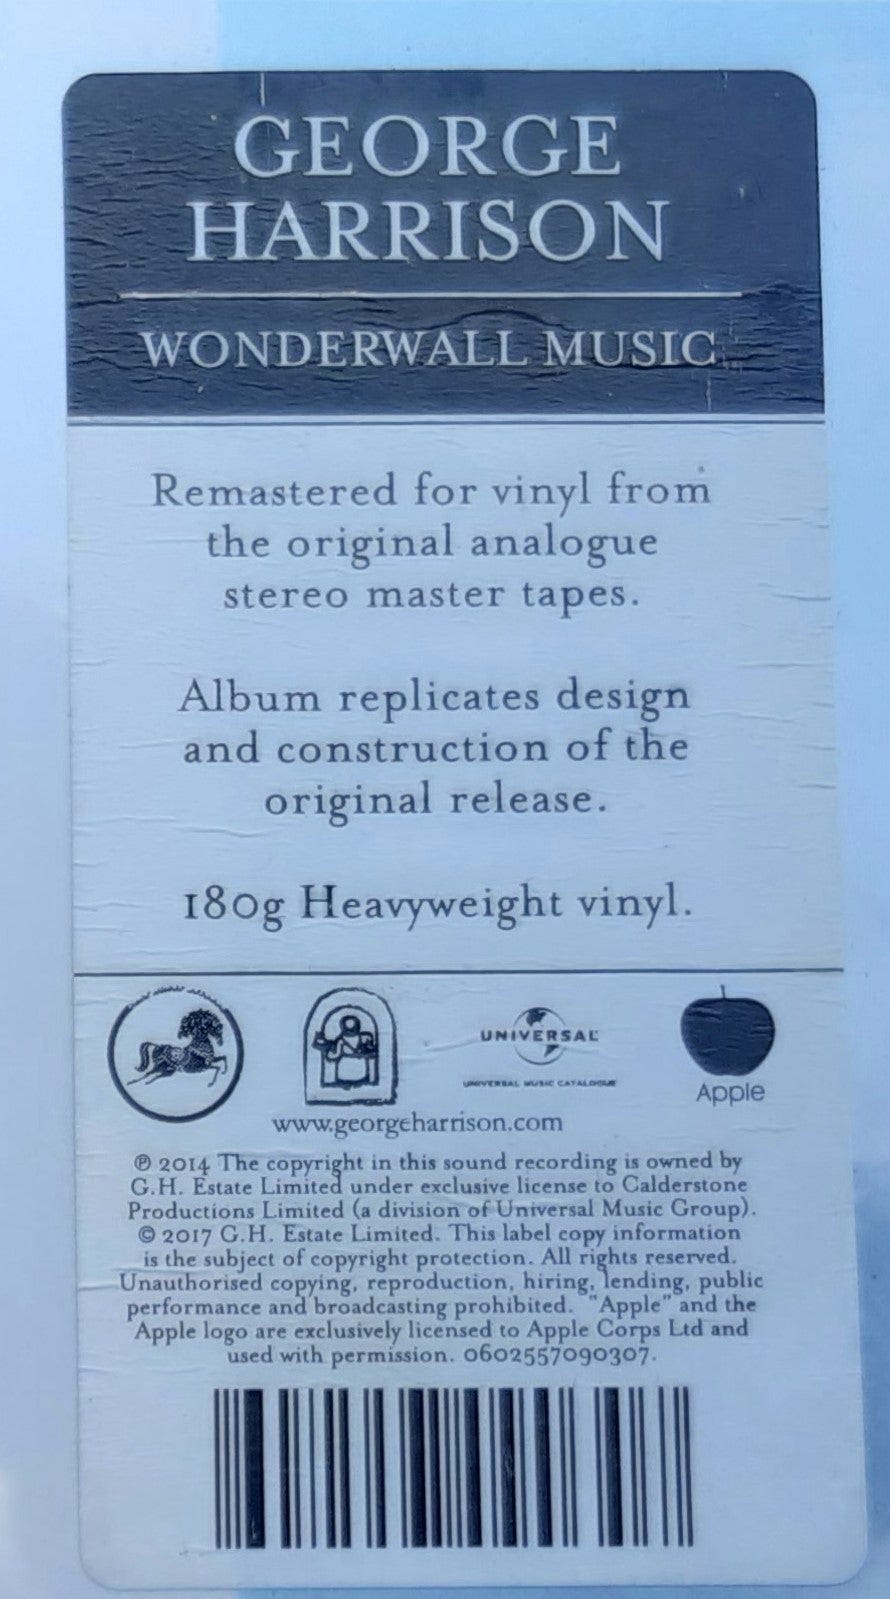 GEORGE
HARRISON
WONDERWALL MUSIC
Remastered for vinyl from
the original analogue
stereo master tapes.
Album replicates design
and construction of the
original release.
180g Heavyweight vinyl.
UNIVERSAL
UNIVERSAL MUSIC CATALOGUE
Apple
www.georgeharrison.com
℗ 2014 The copyright in this sound recording is owned by
G.H. Estate Limited under exclusive license to Calderstone
Productions Limited (a division of Universal Music Group).
© 2017 G.H. Estate Limited. This label copy information
is the subject of copyright protection. All rights reserved.
Unauthorised copying, reproduction, hiring, lending, public
performance and broadcasting prohibited. "Apple" and the
Apple logo are exclusively licensed to Apple Corps Ltd and
used with permission. 0602557090307.